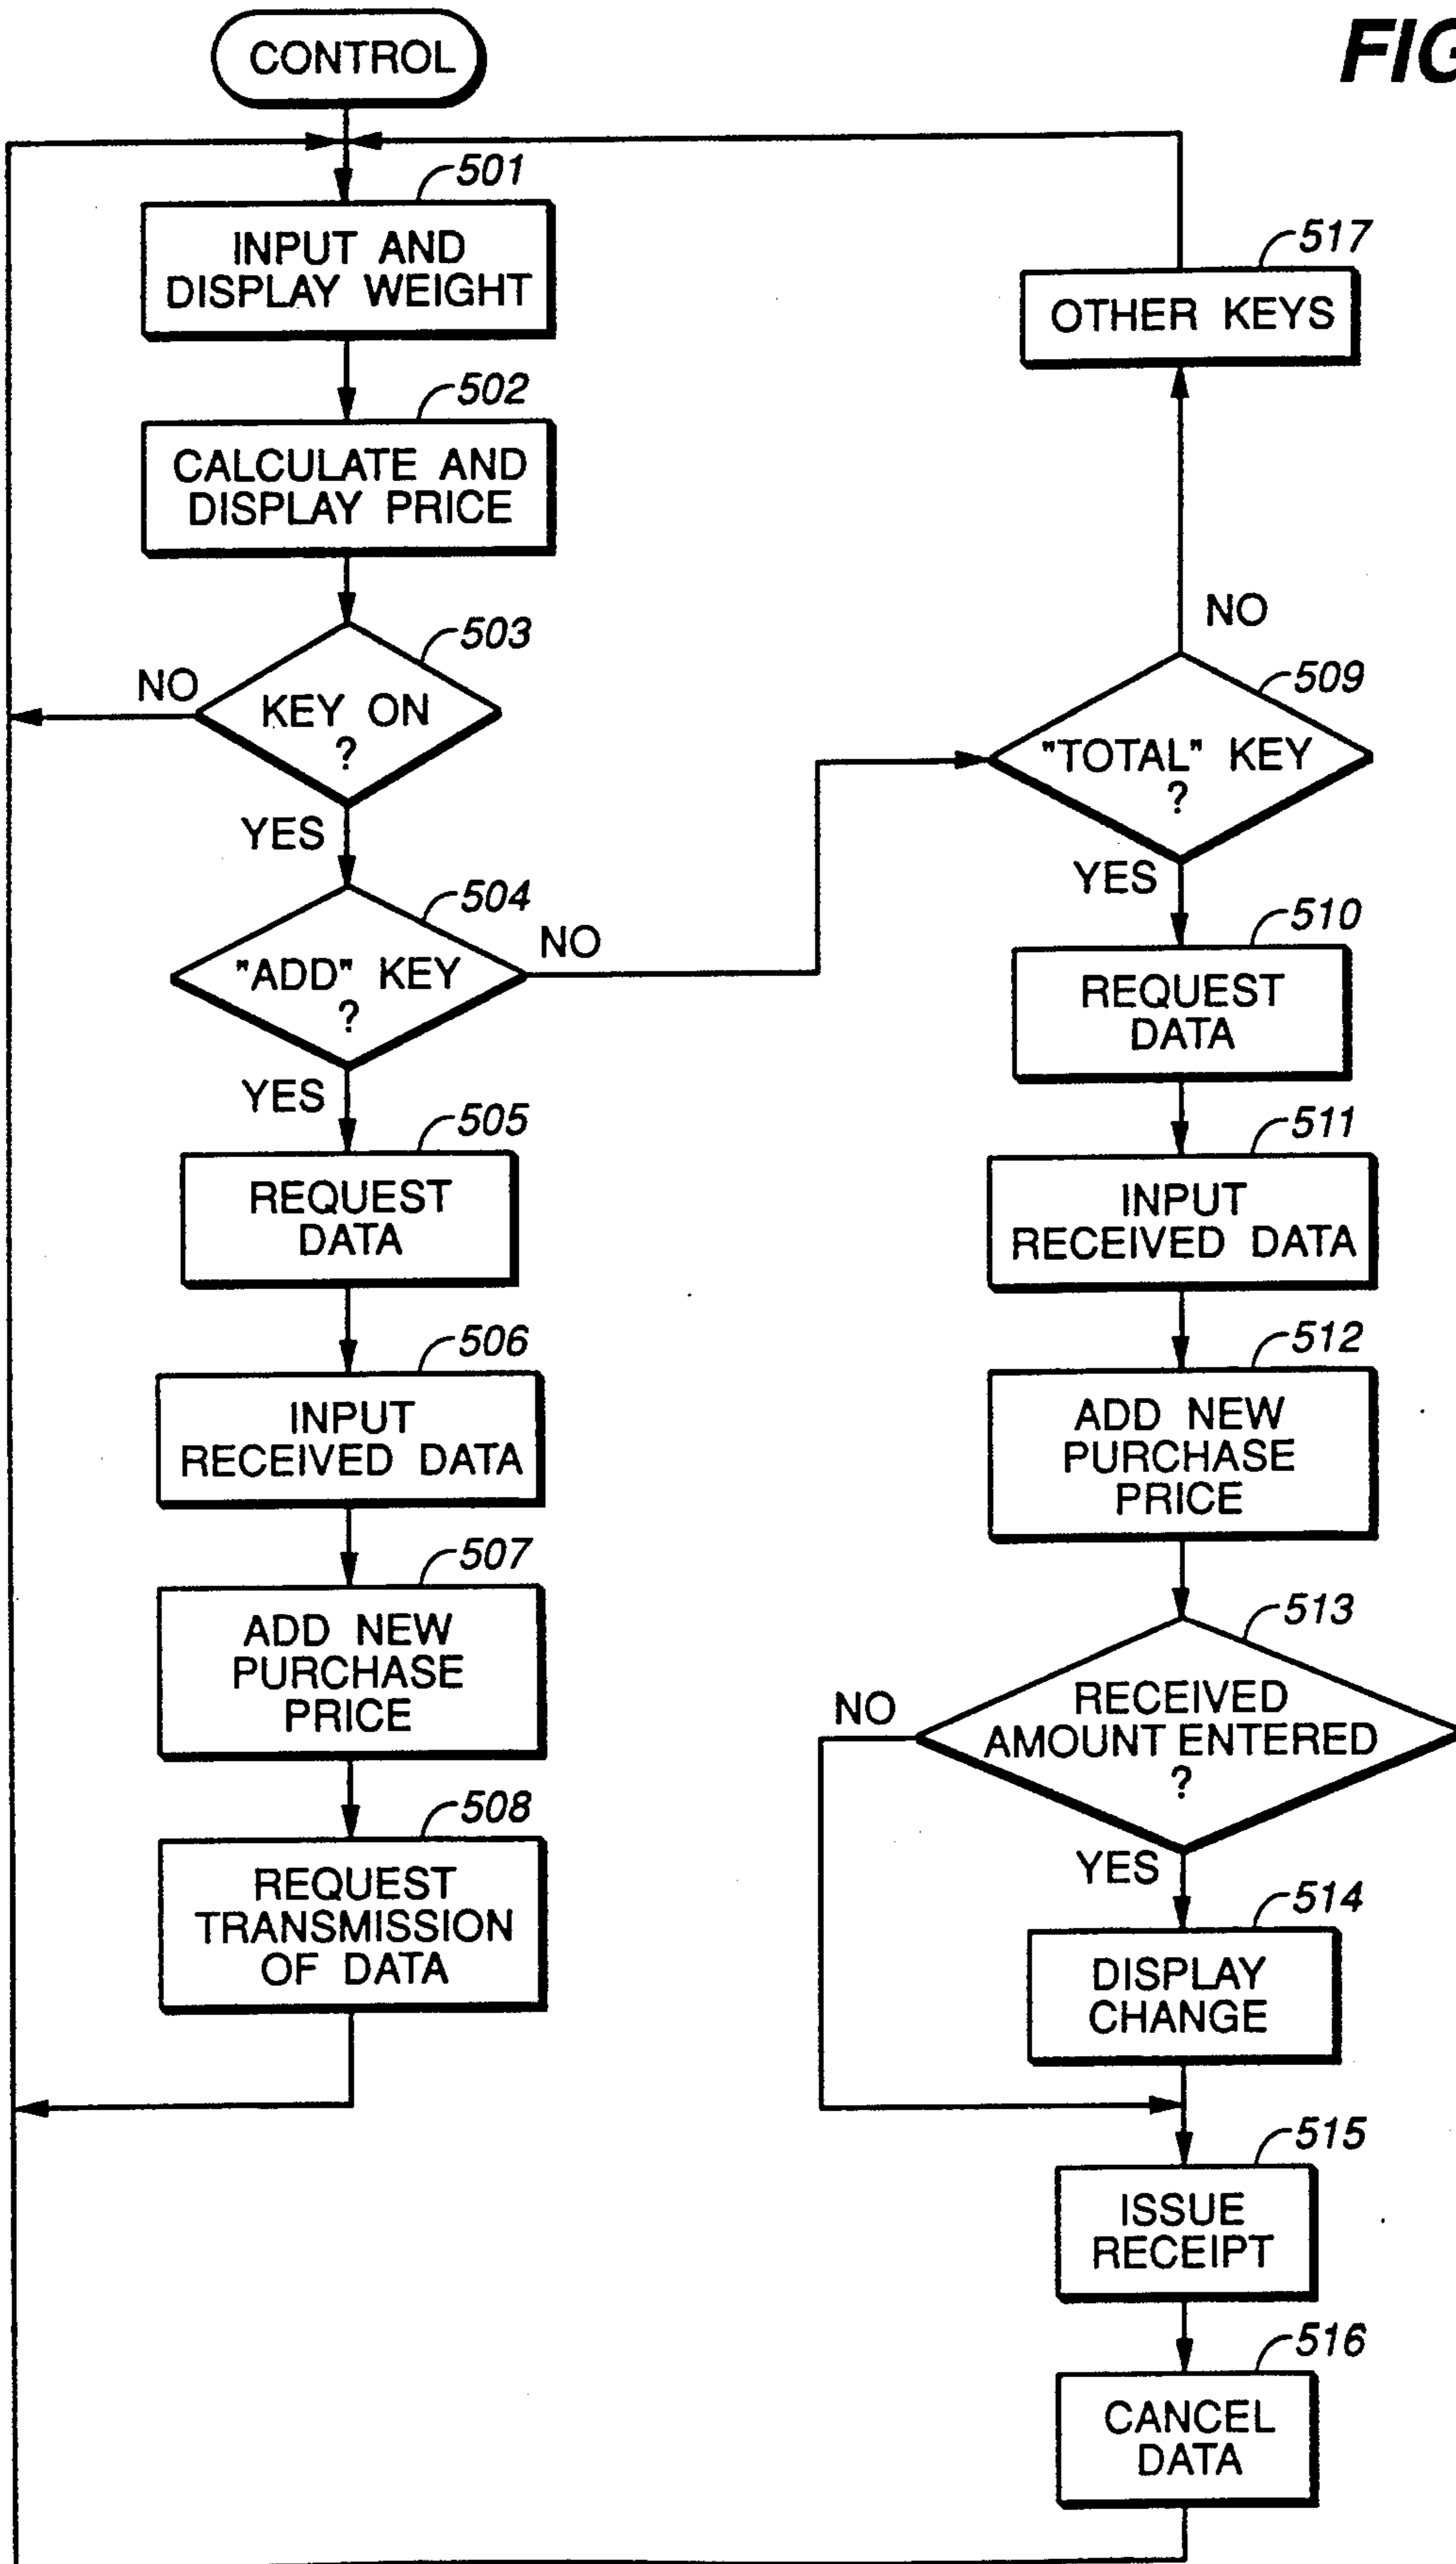 FIG
CONTROL
501
INPUT AND
DISPLAY WEIGHT
502
CALCULATE AND
DISPLAY PRICE
503
NO
KEY ON
?
YES
504
"ADD" KEY
?
NO
YES
505
REQUEST
DATA
506
INPUT
RECEIVED DATA
507
ADD NEW
PURCHASE
PRICE
508
REQUEST
TRANSMISSION
OF DATA
517
OTHER KEYS
NO
509
"TOTAL" KEY
?
YES
510
REQUEST
DATA
511
INPUT
RECEIVED DATA
512
ADD NEW
PURCHASE
PRICE
513
NO
RECEIVED
AMOUNT ENTERED
?
YES
514
DISPLAY
CHANGE
515
ISSUE
RECEIPT
516
CANCEL
DATA